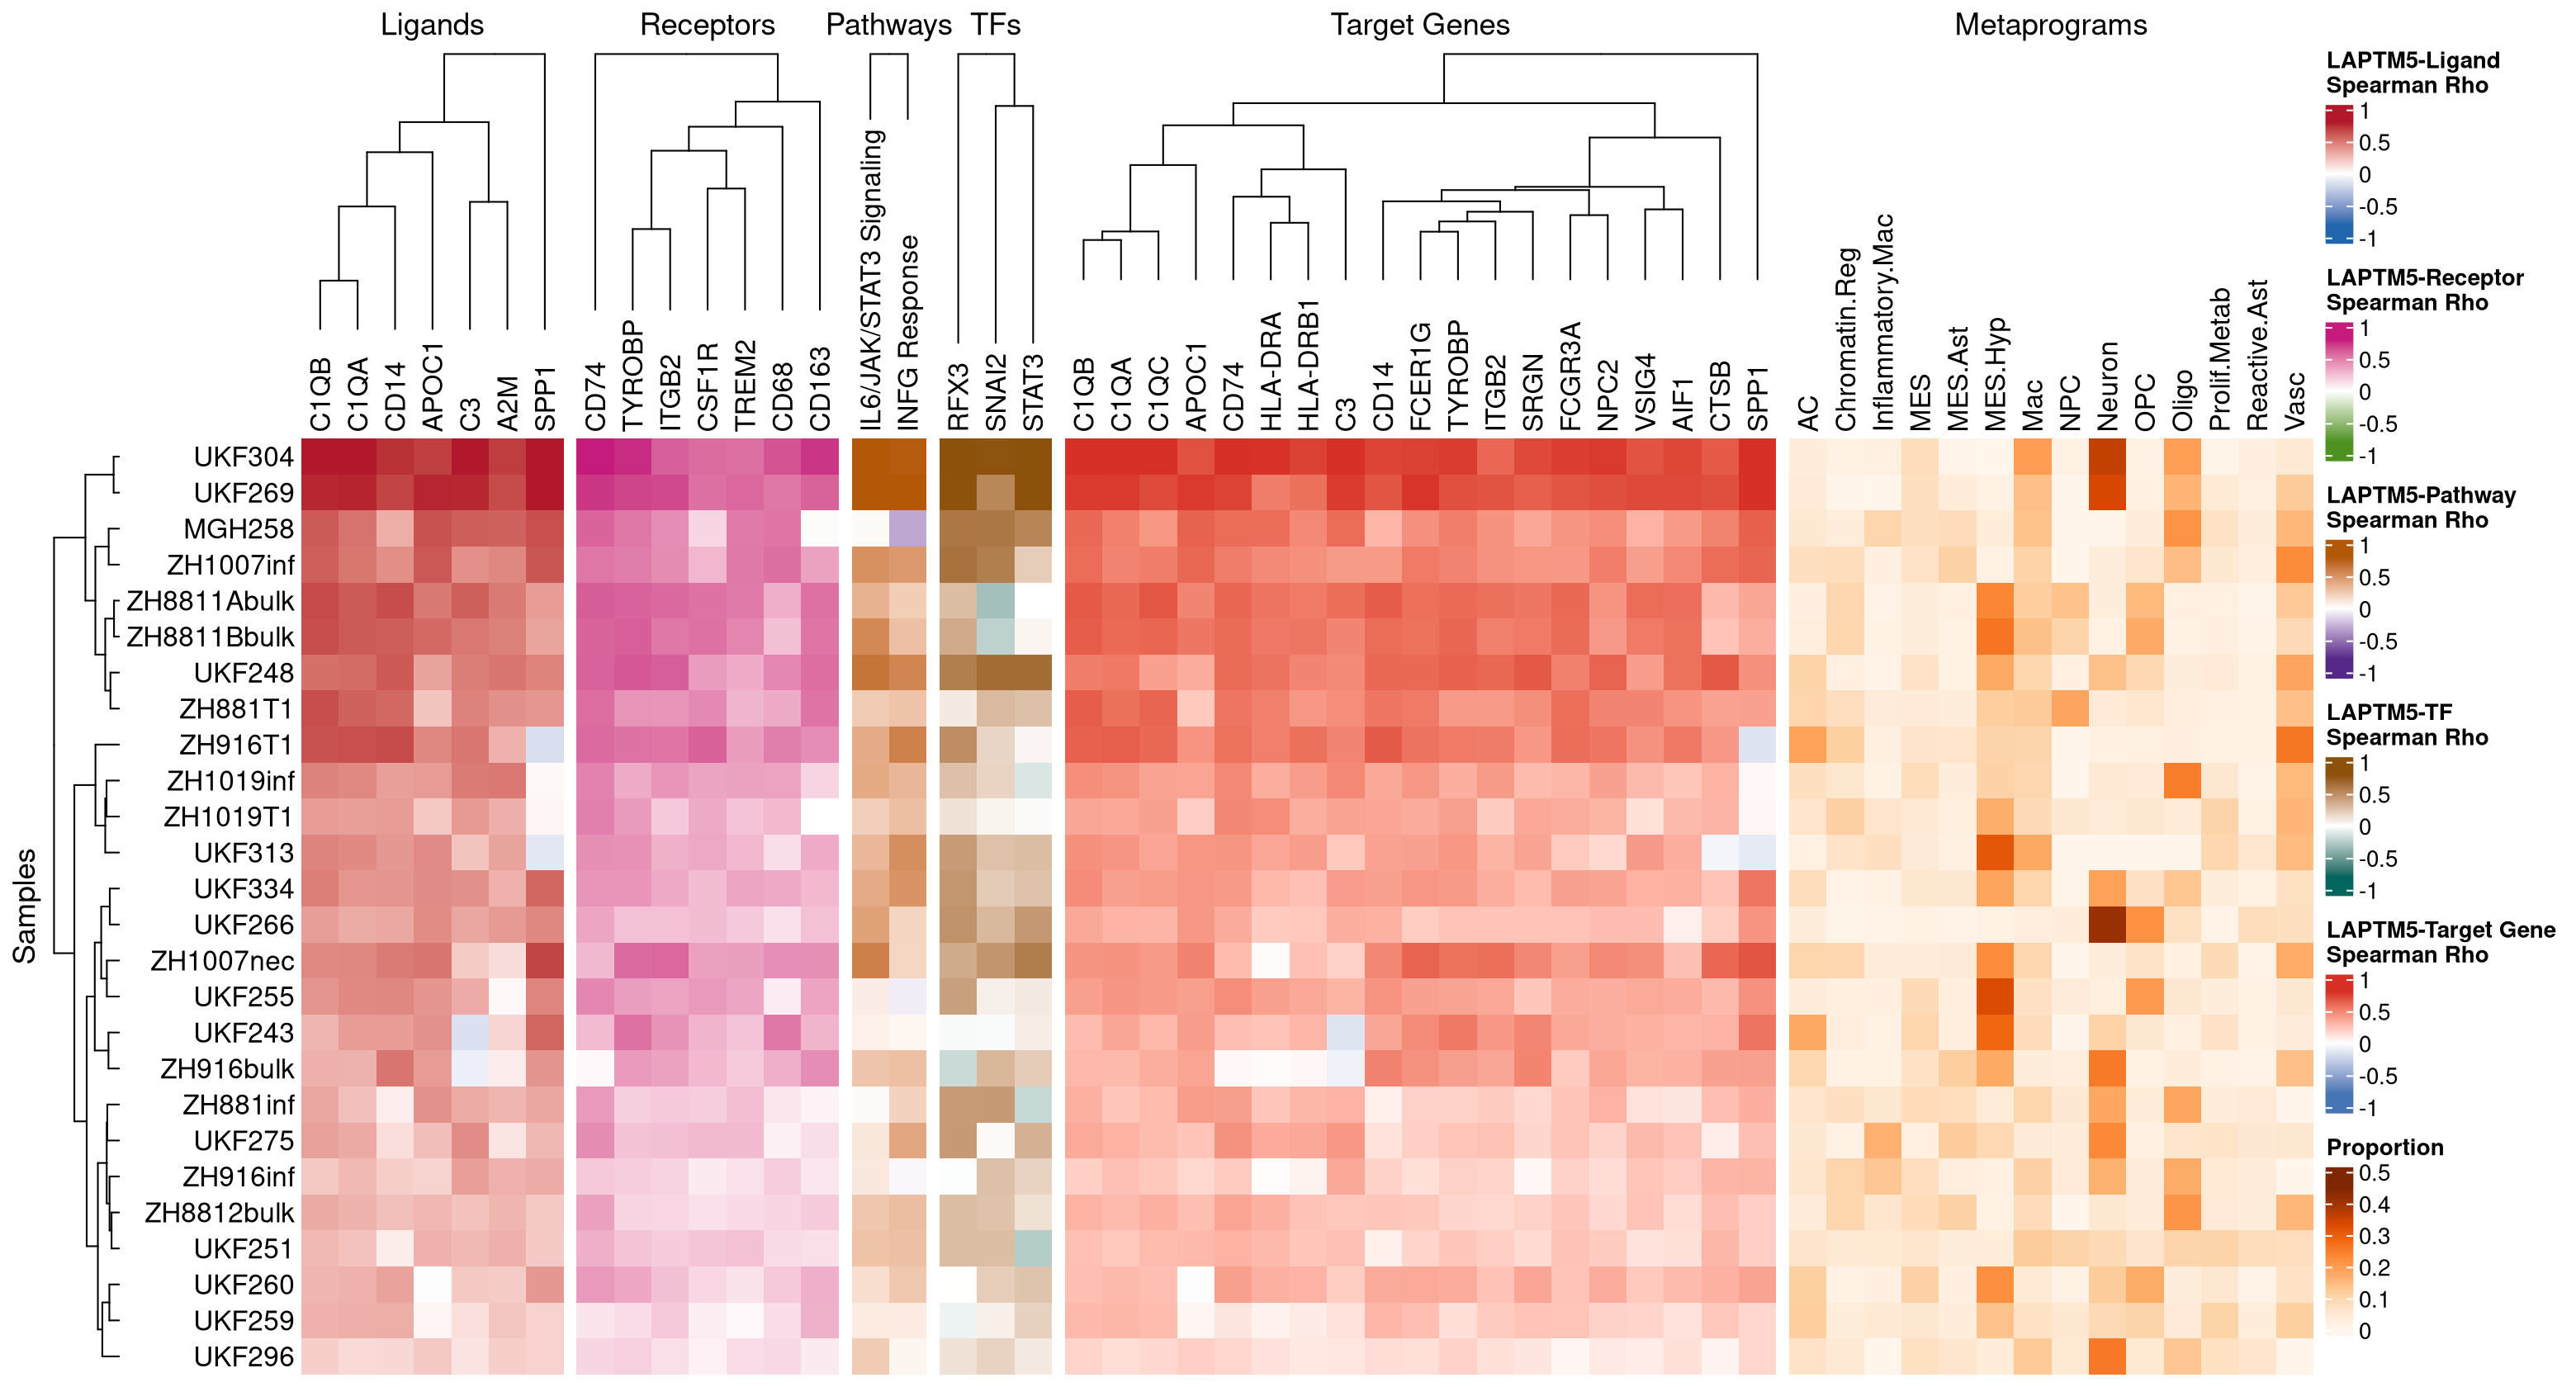 Ligands
Receptors
Pathways
TFs
Target Genes
Metaprograms
C1QB
C1QA
CD14
APOC1
C3
A2M
SPP1
CD74
TYROBP
ITGB2
CSF1R
TREM2
CD68
CD163
IL6/JAK/STAT3 Signaling
INFG Response
RFX3
SNAI2
STAT3
C1QB
C1QA
C1QC
APOC1
CD74
HLA-DRA
HLA-DRB1
C3
CD14
FCER1G
TYROBP
ITGB2
SRGN
FCGR3A
NPC2
VSIG4
AIF1
CTSB
SPP1
AC
Chromatin.Reg
Inflammatory.Mac
MES
MES.Ast
MES.Hyp
Mac
NPC
Neuron
OPC
Oligo
Prolif.Metab
Reactive.Ast
Vasc
Samples
UKF304
UKF269
MGH258
ZH1007inf
ZH8811Abulk
ZH8811Bbulk
UKF248
ZH881T1
ZH916T1
ZH1019inf
ZH1019T1
UKF313
UKF334
UKF266
ZH1007nec
UKF255
UKF243
ZH916bulk
ZH881inf
UKF275
ZH916inf
ZH8812bulk
UKF251
UKF260
UKF259
UKF296
LAPTM5-Ligand
Spearman Rho
1
0.5
0
-0.5
-1
LAPTM5-Receptor
Spearman Rho
1
0.5
0
-0.5
-1
LAPTM5-Pathway
Spearman Rho
1
0.5
0
-0.5
-1
LAPTM5-TF
Spearman Rho
1
0.5
0
-0.5
-1
LAPTM5-Target Gene
Spearman Rho
1
0.5
0
-0.5
-1
Proportion
0.5
0.4
0.3
0.2
0.1
0